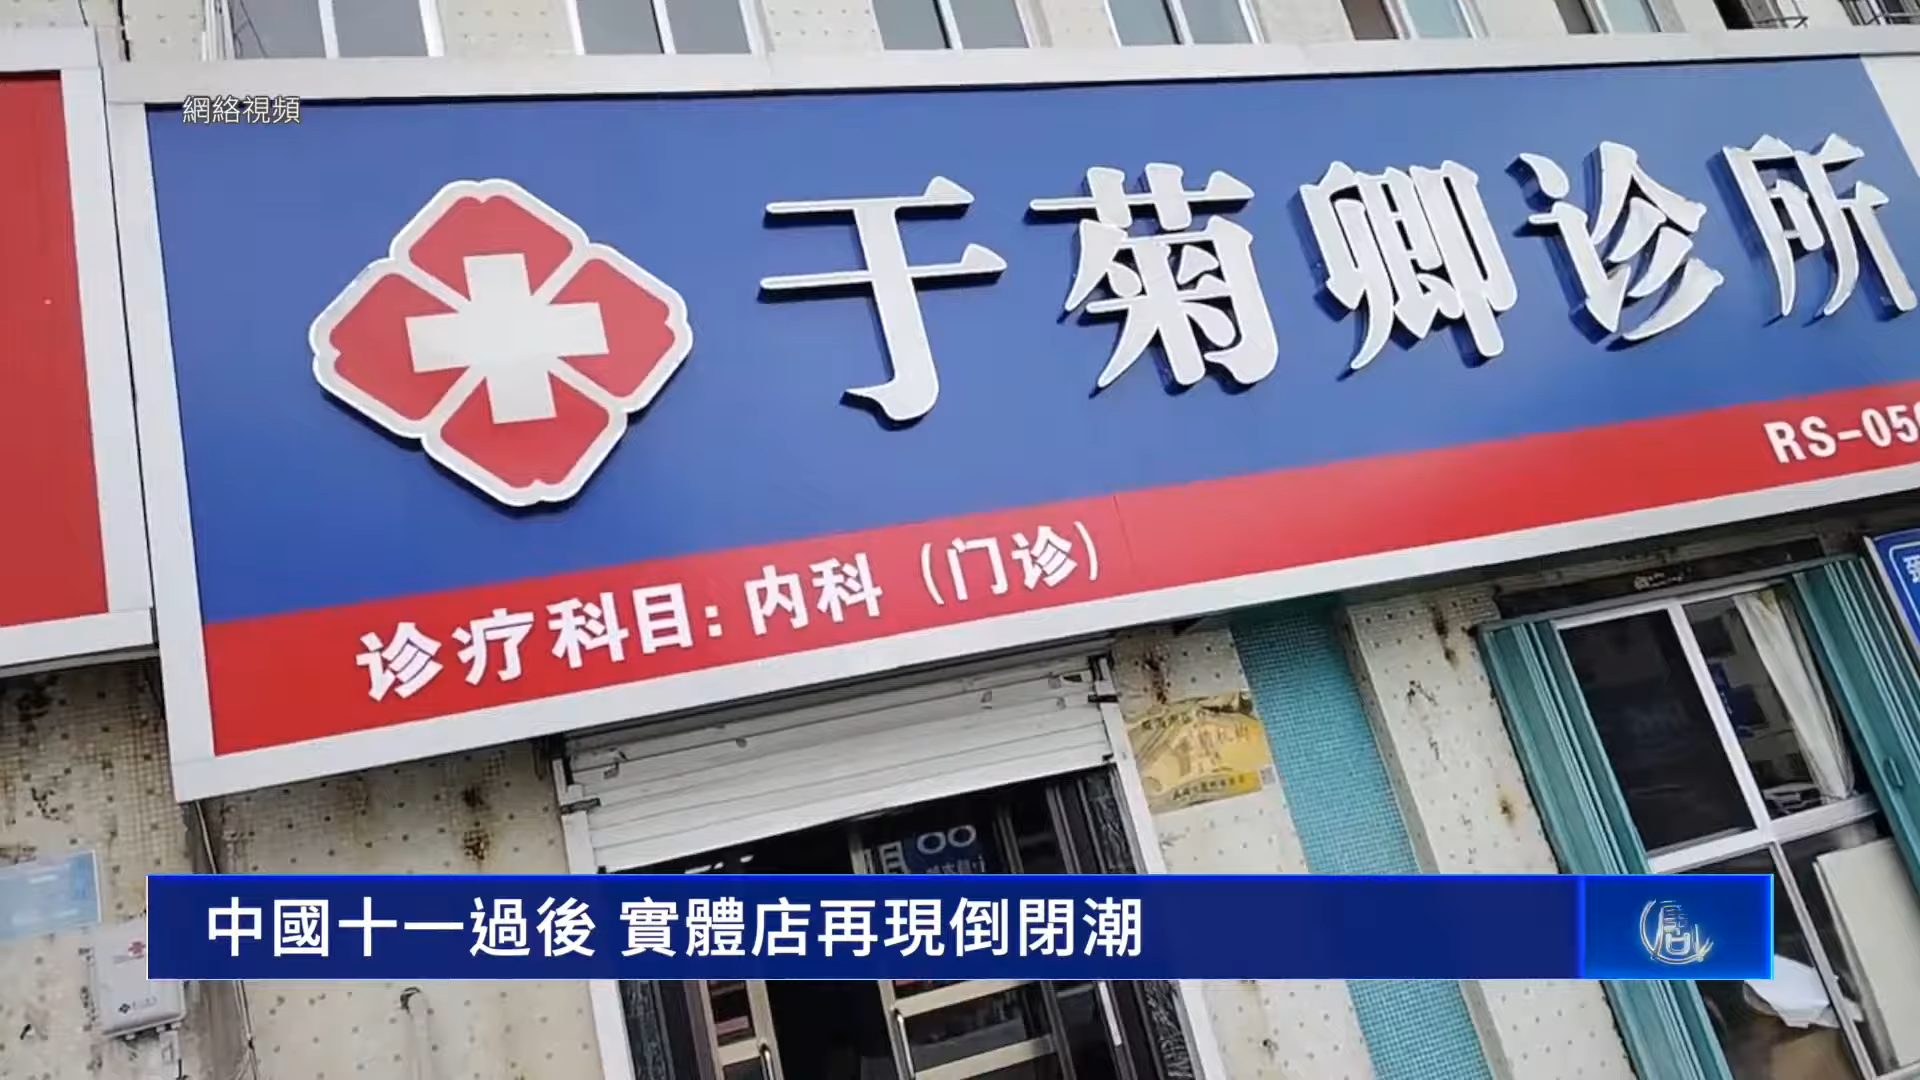 網絡視頻
于菊卿诊所
RS-05
诊疗科目:内科(门诊)
中國十一過後 實體店再現倒閉潮
唐